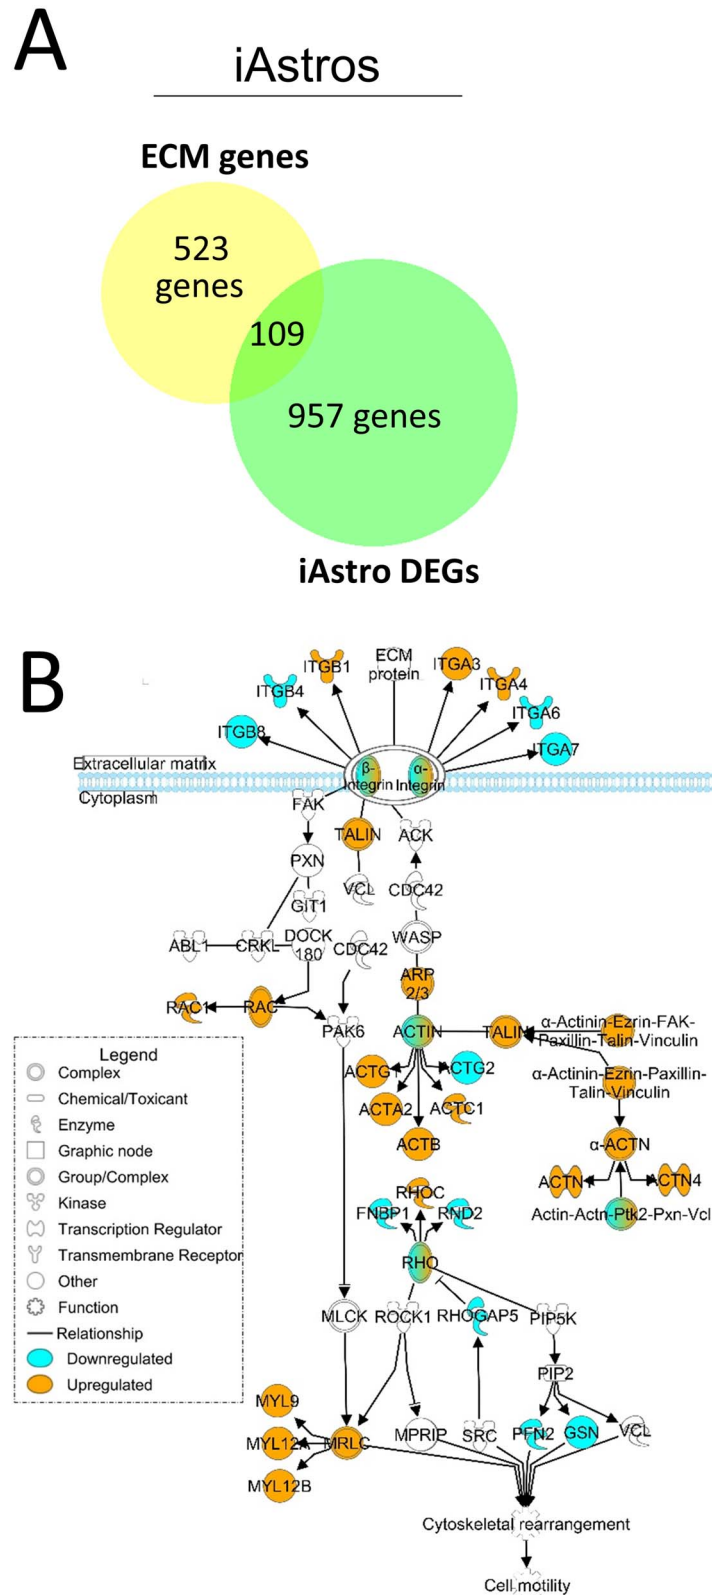 A
iAstros
ECM genes
523
genes
109
957 genes
iAstro DEGs
B
ITGB1
ECM
protein
ITGA3
ITGB4
ITGA4
ITGA6
ITGB8
ITGA7
Extracellular matrix
β-
Integrin
α-
Integrin
Cytoplasm
FAK
TALIN
ACK
PXN
VCL
CDC42
GIT1
ABL1
CRKL
DOCK
180
CDC42
WASP
ARP
2/3
RAC1
RAC
PAK6
ACTIN
TALIN
α-Actinin-Ezrin-FAK-
Paxillin-Talin-Vinculin
ACTG1
ACTG2
α-Actinin-Ezrin-Paxillin-
Talin-Vinculin
ACTA2
ACTC1
ACTB
α-ACTN
ACTN1
ACTN4
Actin-Actn-Ptk2-Pxn-Vcl
RHOC
FNBP1
RND2
RHO
Legend
Complex
Chemical/Toxicant
Enzyme
Graphic node
Group/Complex
Kinase
Transcription Regulator
Transmembrane Receptor
Other
Function
Relationship
Downregulated
Upregulated
MLCK
ROCK1
RHOGAP5
PIP5K
PIP2
MYL9
MYL12A
MRLC
MPRIP
SRC
PFN2
GSN
VCL
MYL12B
Cytoskeletal rearrangement
Cell motility